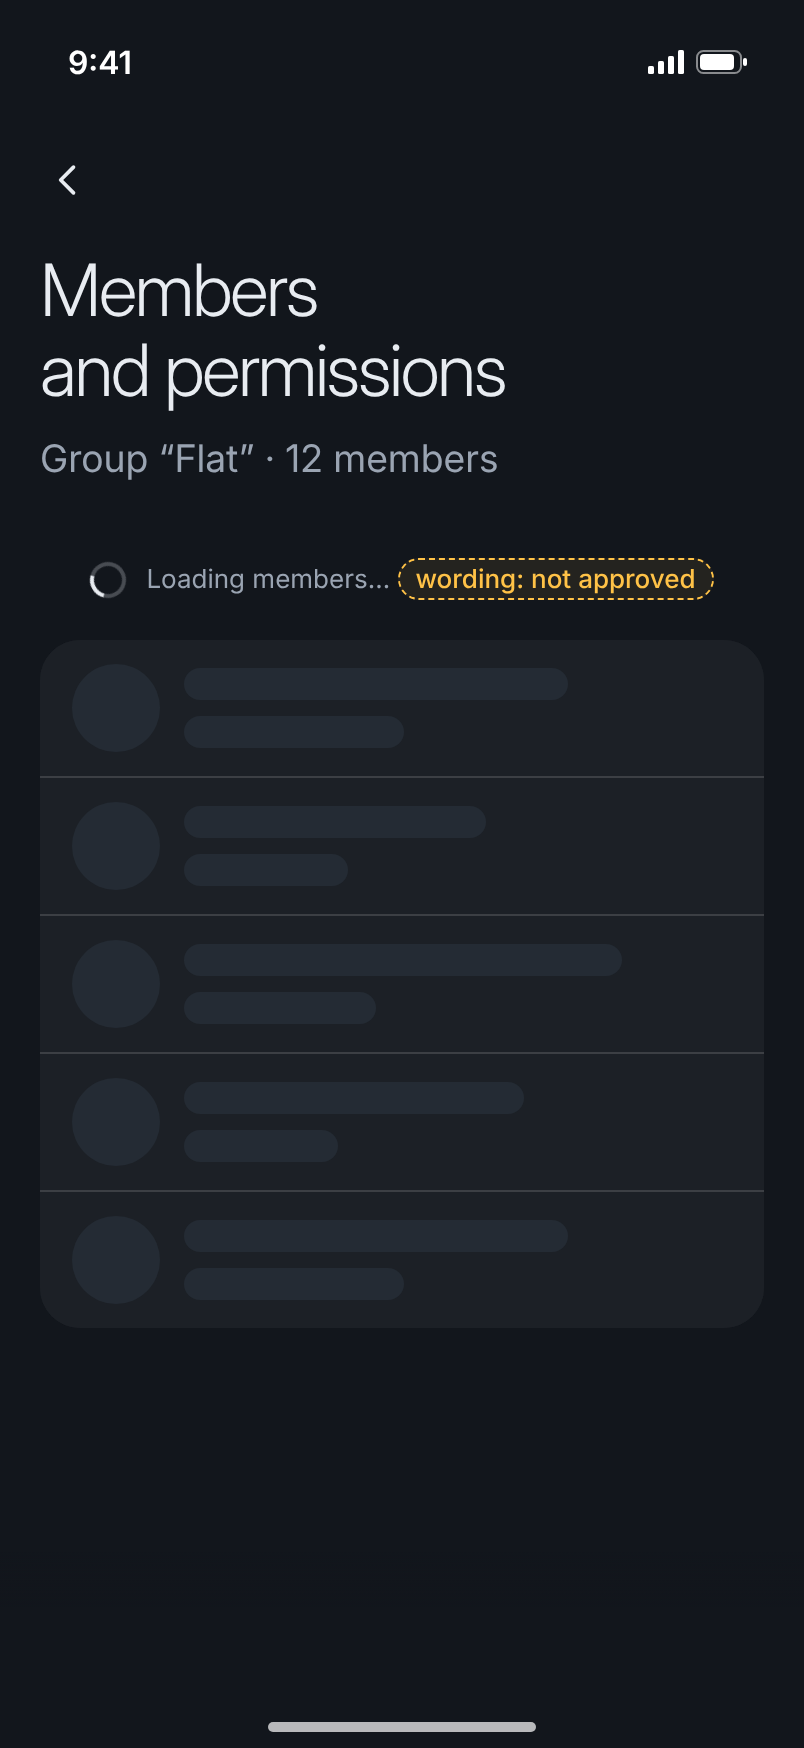 9:41
Members
and permissions
Group “Flat” · 12 members
Loading members... wording: not approved